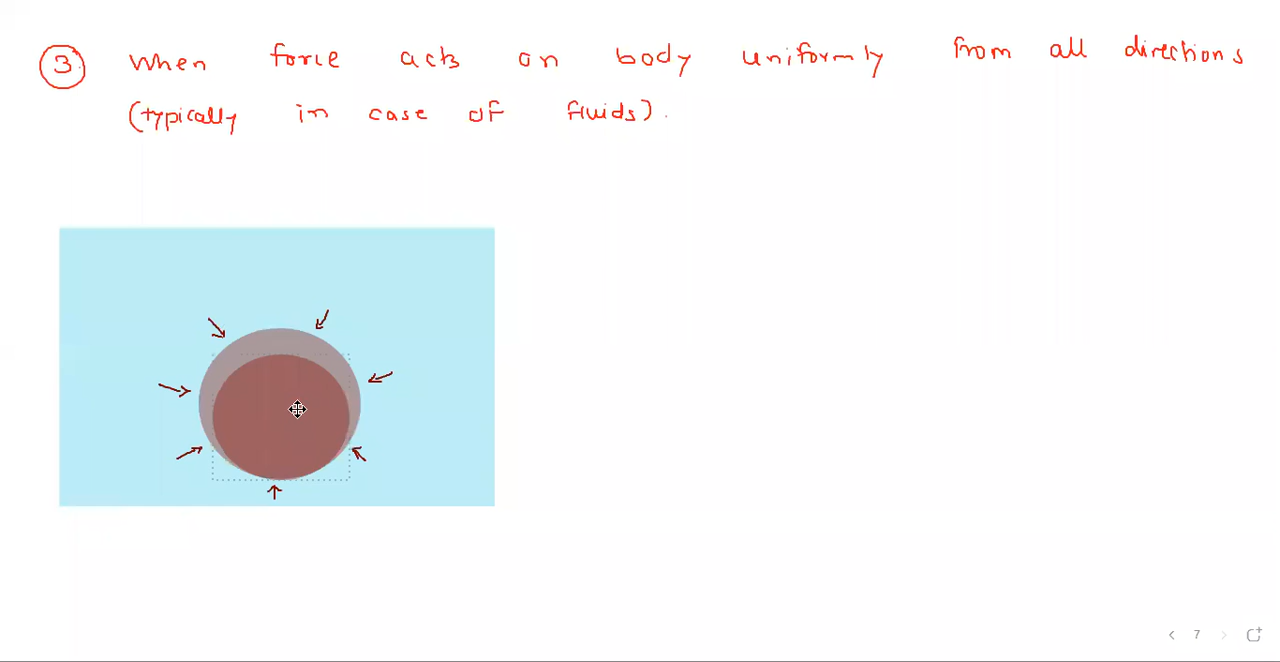 3 When force acts on body uniformly from all directions
(typically in case of fluids).
7